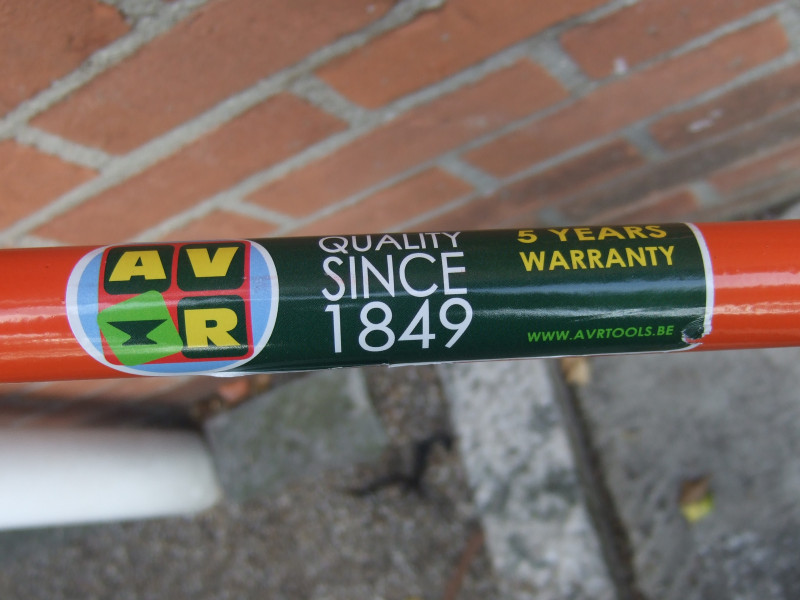 AV
R
QUALITY
SINCE
1849
5 YEARS
WARRANTY
WWW.AVRTOOLS.BE